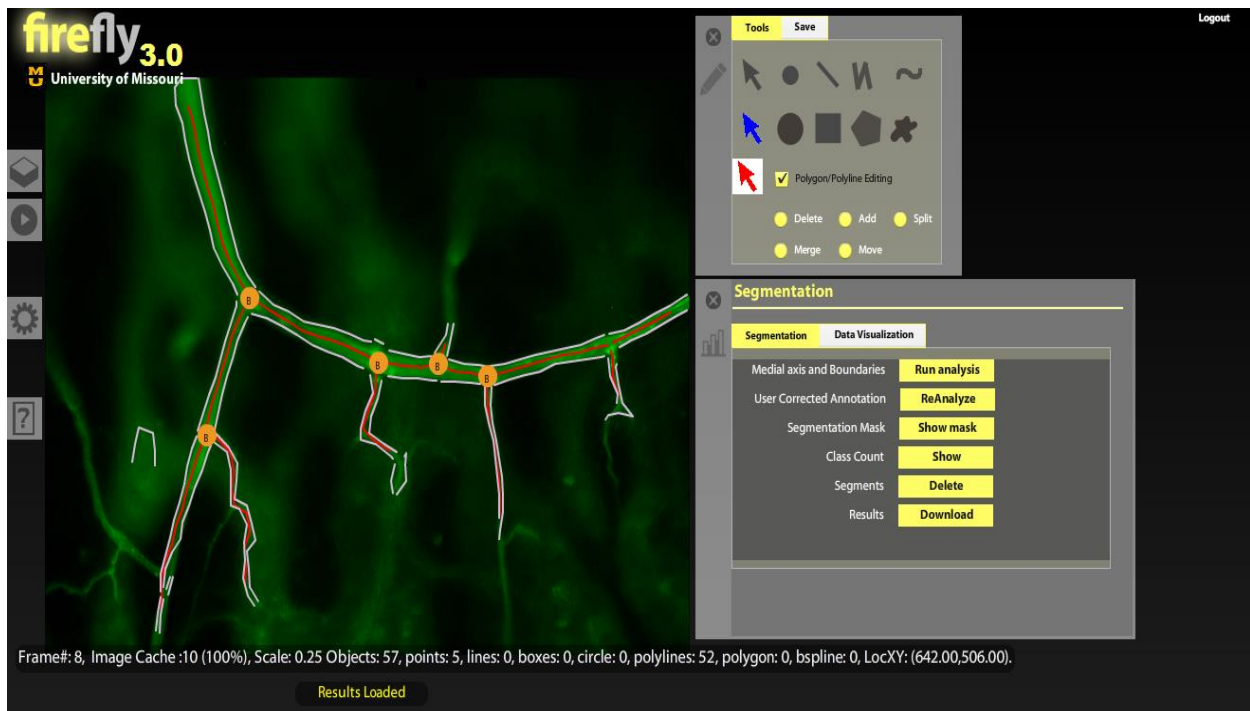 firefly 3.0
MU University of Missouri
Logout
Tools Save
Polygon/Polyline Editing
Delete Add Split
Merge Move
B
B
B
B
B
?
Segmentation
Segmentation Data Visualization
Medial axis and Boundaries Run analysis
User Corrected Annotation ReAnalyze
Segmentation Mask Show mask
Class Count Show
Segments Delete
Results Download
Frame#: 8, Image Cache :10 (100%), Scale: 0.25 Objects: 57, points: 5, lines: 0, boxes: 0, circle: 0, polylines: 52, polygon: 0, bspline: 0, LocXY: (642.00,506.00).
Results Loaded